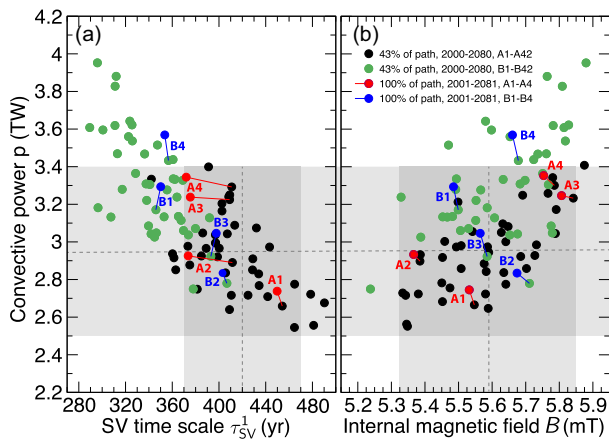 (a)
(b)
43% of path, 2000-2080, A1-A42
43% of path, 2000-2080, B1-B42
100% of path, 2001-2081, A1-A4
100% of path, 2001-2081, B1-B4
4.2
4.0
3.8
3.6
3.4
3.2
3.0
2.8
2.6
2.4
2.2
Convective power p (TW)
B4
A4
B1
A3
B3
A2
B2
A1
B4
A4
B1
A3
B3
A2
B2
A1
280 320 360 400 440 480
5.2 5.3 5.4 5.5 5.6 5.7 5.8 5.9
SV time scale τ¹SV (yr)
Internal magnetic field B (mT)